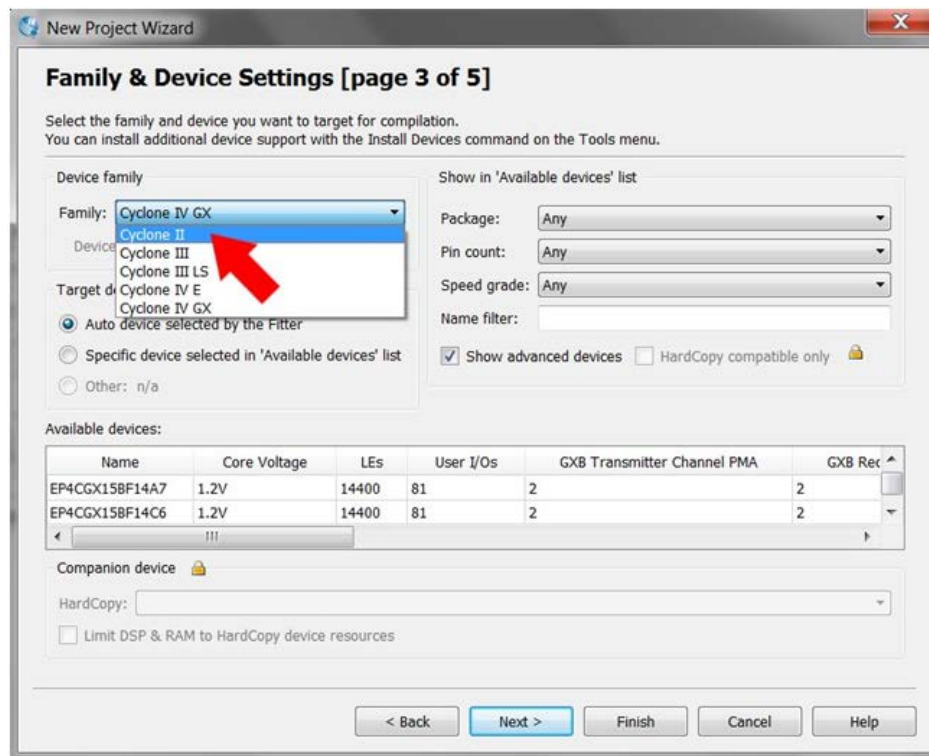 New Project Wizard
Family & Device Settings [page 3 of 5]
Select the family and device you want to target for compilation.
You can install additional device support with the Install Devices command on the Tools menu.
Device family
Family: Cyclone IV GX
Cyclone II
Device
Cyclone III
Cyclone III LS
Target d
Cyclone IV E
Cyclone IV GX
Auto device selected by the Fitter
Specific device selected in 'Available devices' list
Other: n/a
Show in 'Available devices' list
Package: Any
Pin count: Any
Speed grade: Any
Name filter:
Show advanced devices HardCopy compatible only
Available devices:
Name Core Voltage LEs User I/Os GXB Transmitter Channel PMA GXB Rec
EP4CGX15BF14A7 1.2V 14400 81 2 2
EP4CGX15BF14C6 1.2V 14400 81 2 2
Companion device
HardCopy:
Limit DSP & RAM to HardCopy device resources
< Back Next > Finish Cancel Help